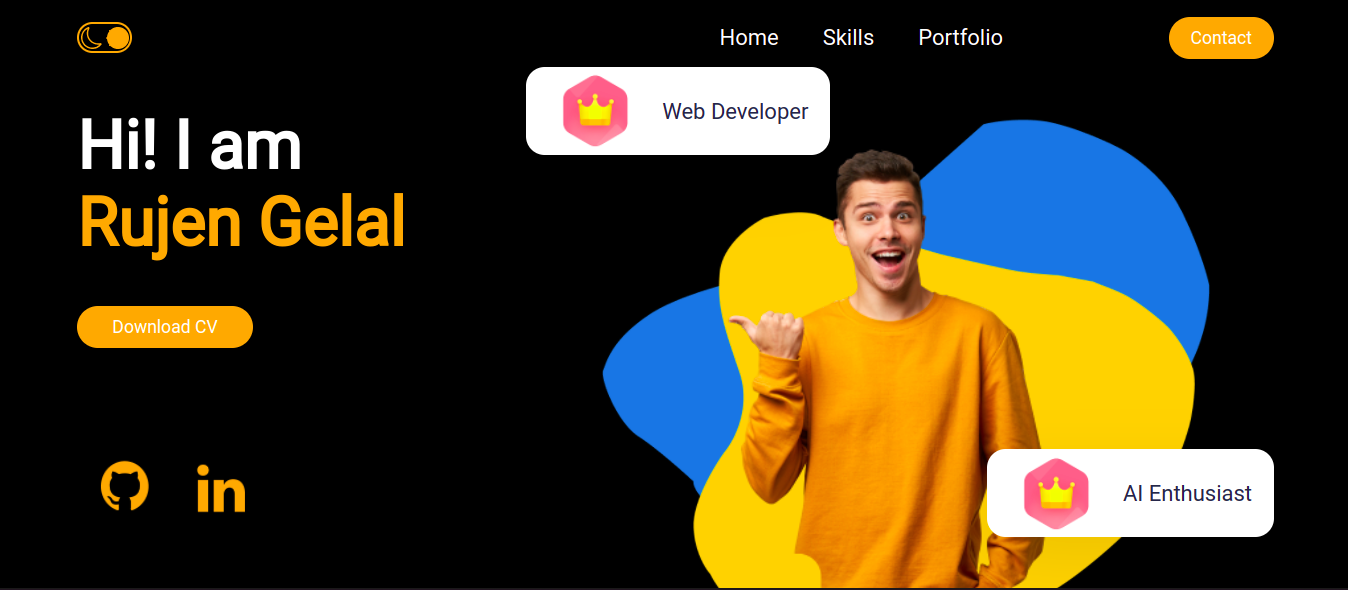 Home
Skills
Portfolio
Contact
Web Developer
Hi! I am
Rujen Gelal
Download CV
in
AI Enthusiast